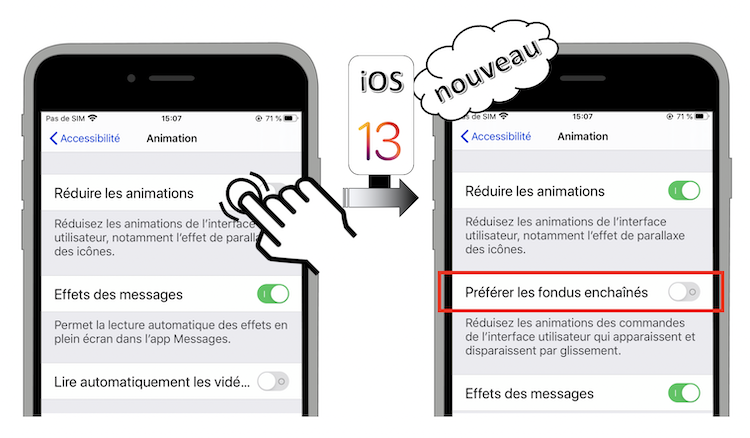 Pas de SIM 15:07 71 %
Accessibilité Animation
Réduire les animations
Réduisez les animations de l'interface
utilisateur, notamment l'effet de paralla
des icônes.
Effets des messages
Permet la lecture automatique des effets en
plein écran dans l'app Messages.
Lire automatiquement les vidé...
iOS
13
nouveau
s de SIM 15:07 71 %
Accessibilité Animation
Réduire les animations
Réduisez les animations de l'interface
utilisateur, notamment l'effet de parallaxe
des icônes.
Préférer les fondus enchaînés
Réduisez les animations des commandes
de l'interface utilisateur qui apparaissent et
disparaissent par glissement.
Effets des messages